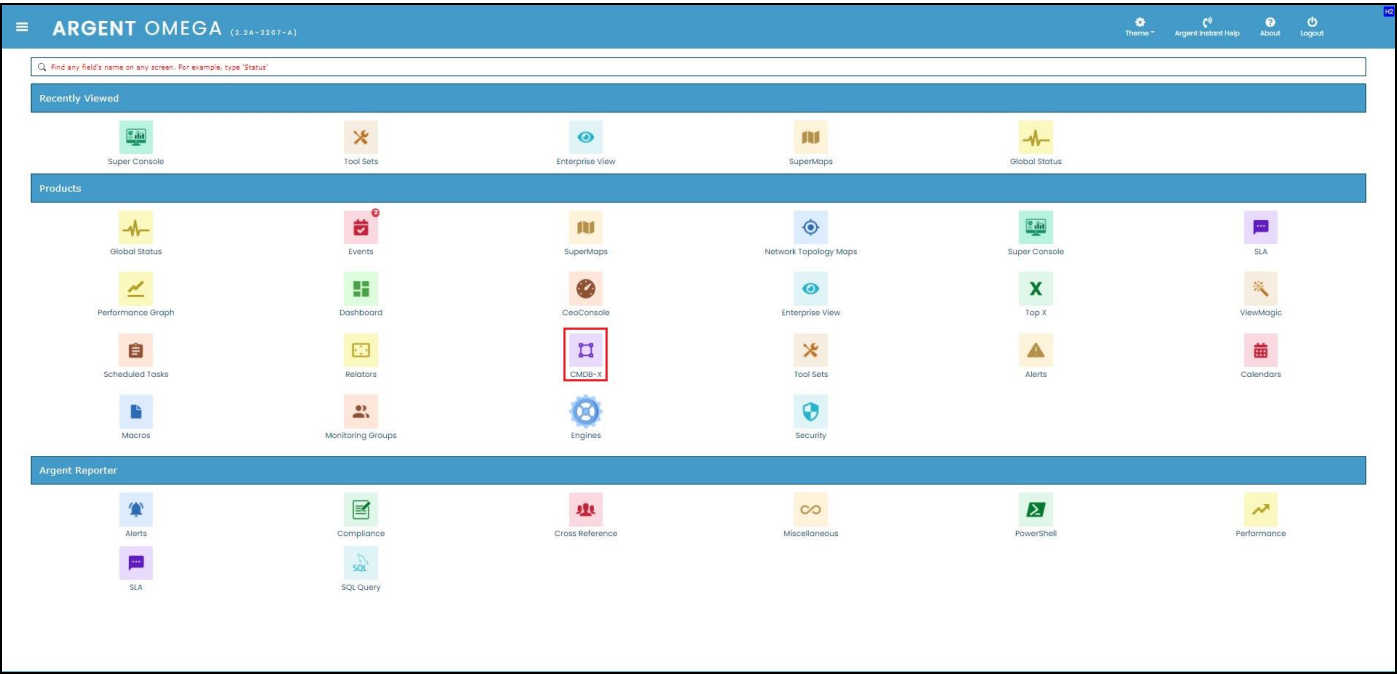 H2
ARGENT OMEGA (2.2A-2207-A)
Theme Argent Instant Help About Logout
Find any field's name on any screen. For example, type 'Status'
Recently Viewed
Super Console Tool Sets Enterprise View SuperMaps Global Status
Products
3
Global Status Events SuperMaps Network Topology Maps Super Console SLA
X
Performance Graph Dashboard CeoConsole Enterprise View Top X ViewMagic
Scheduled Tasks Relators CMDB-X Tool Sets Alerts Calendars
Macros Monitoring Groups Engines Security
Argent Reporter
Alerts Compliance Cross Reference Miscellaneous PowerShell Performance
SQL
SLA SQL Query